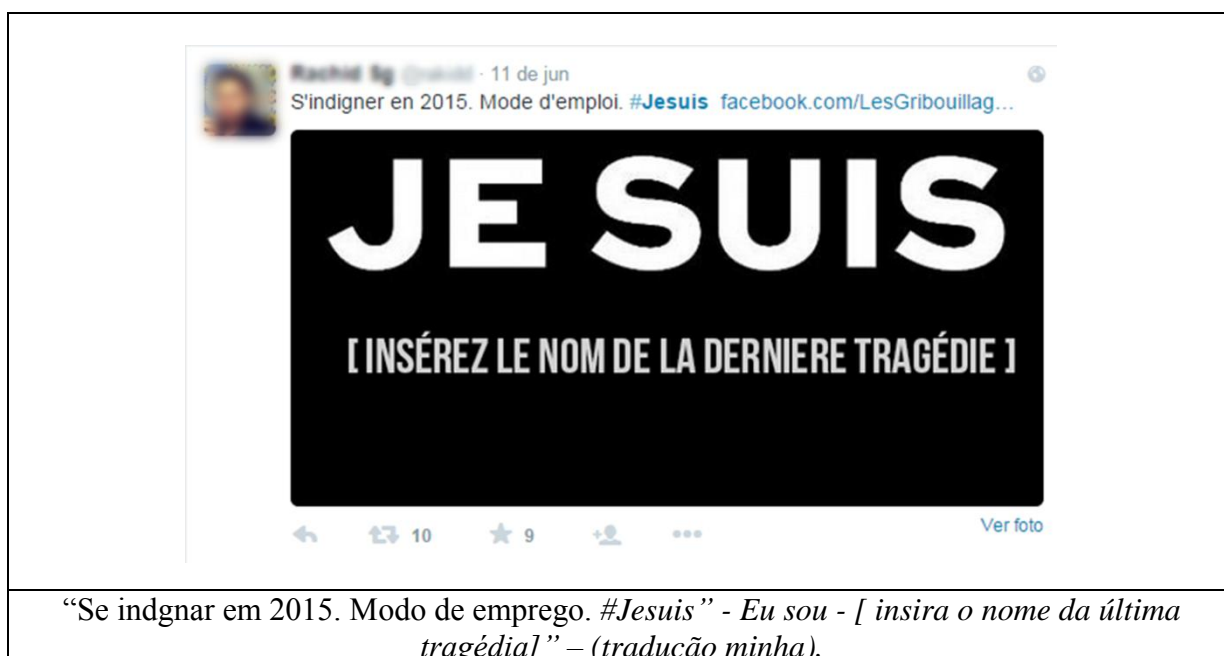 · 11 de jun
S'indigner en 2015. Mode d'emploi. #Jesuis facebook.com/LesGribouillag...
JE SUIS
[ INSÉREZ LE NOM DE LA DERNIERE TRAGÉDIE ]
10 9
Ver foto
“Se indgnar em 2015. Modo de emprego. #Jesuis” - Eu sou - [ insira o nome da última
tragédia]” – (tradução minha).